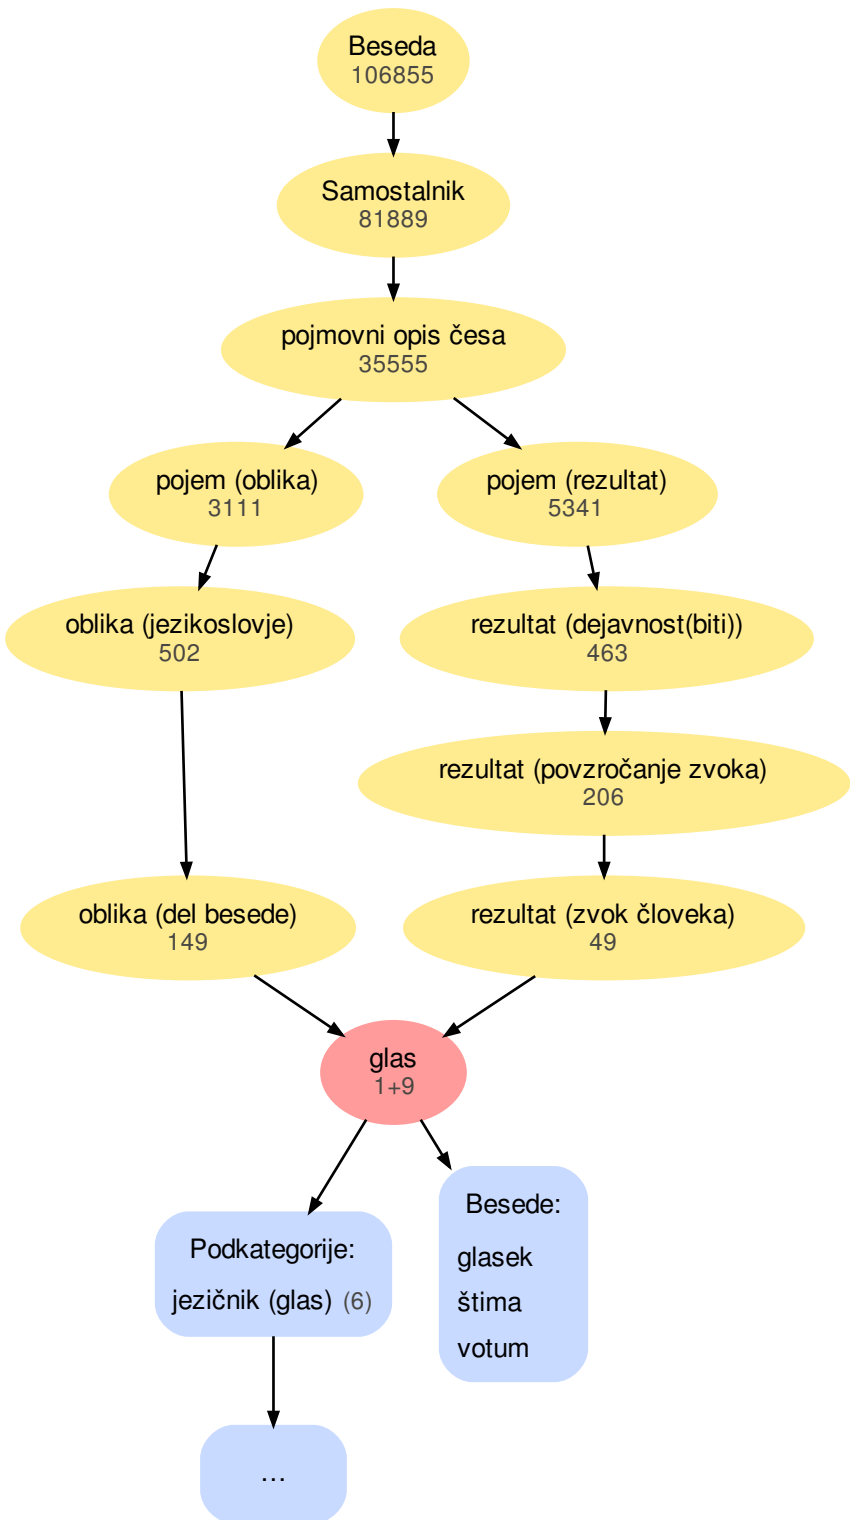 Beseda
106855
Samostalnik
81889
pojmovni opis česa
35555
pojem (oblika)
3111
pojem (rezultat)
5341
oblika (jezikoslovje)
502
rezultat (dejavnost(biti))
463
rezultat (povzročanje zvoka)
206
oblika (del besede)
149
rezultat (zvok človeka)
49
glas
1+9
Podkategorije:
jezičnik (glas) (6)
Besede:
glasek
štima
votum
...